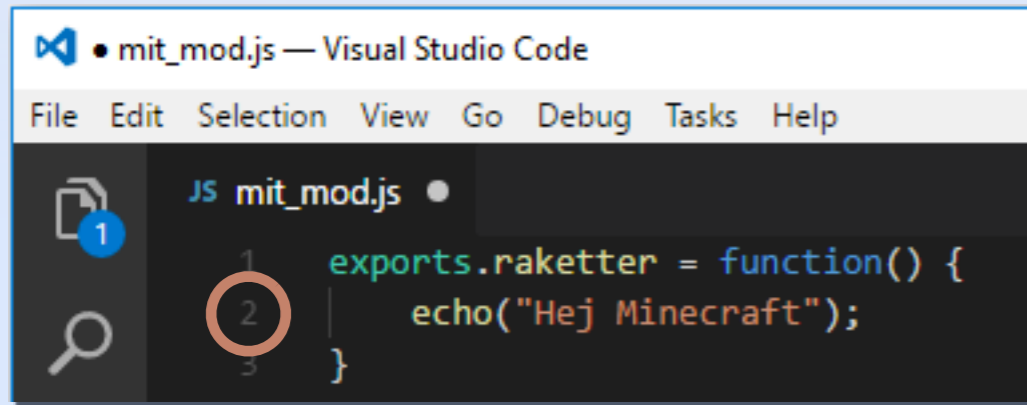 ● mit_mod.js — Visual Studio Code
File Edit Selection View Go Debug Tasks Help
JS mit_mod.js ●
1
1 exports.raketter = function() {
2 echo("Hej Minecraft");
3 }